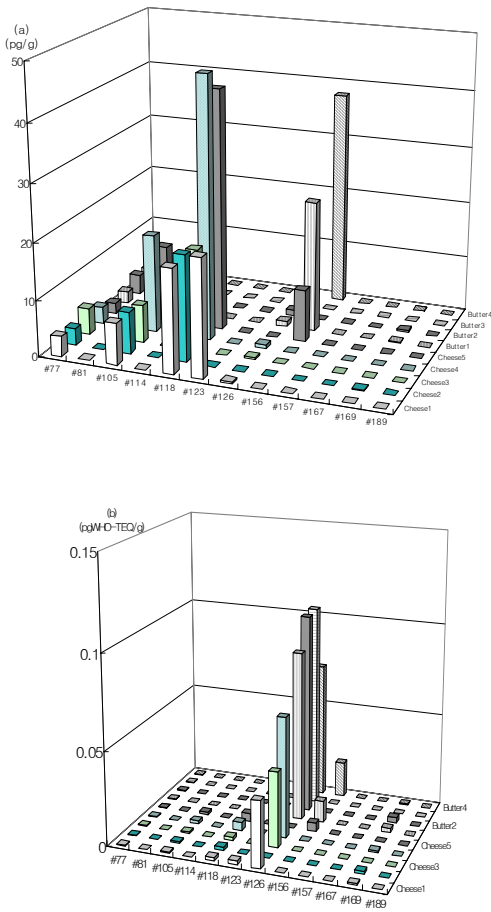 (a)
(pg/g)
50
40
30
20
10
0
#77
#81
#105
#114
#118
#123
#126
#156
#157
#167
#169
#189
Butter4
Butter3
Butter2
Butter1
Cheese5
Cheese4
Cheese3
Cheese2
Cheese1
(b)
(pgWHO-TEQ/g)
0.15
0.1
0.05
0
#77
#81
#105
#114
#118
#123
#126
#156
#157
#167
#169
#189
Butter4
Butter2
Cheese5
Cheese3
Cheese1